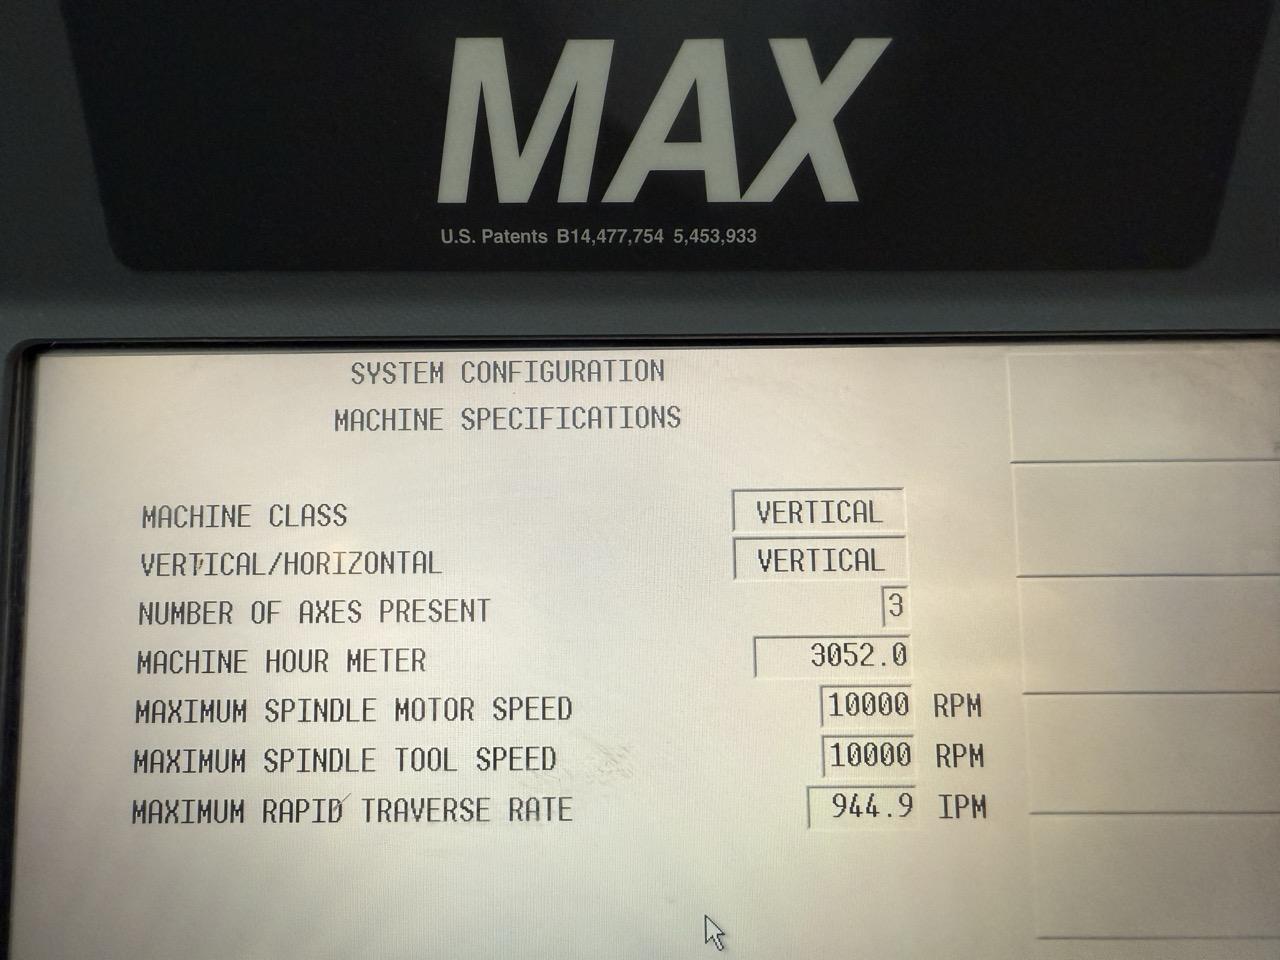 MAX
U.S. Patents B14,477,754 5,453,933
SYSTEM CONFIGURATION
MACHINE SPECIFICATIONS
MACHINE CLASS VERTICAL
VERTICAL/HORIZONTAL VERTICAL
NUMBER OF AXES PRESENT 3
MACHINE HOUR METER 3052.0
MAXIMUM SPINDLE MOTOR SPEED 10000 RPM
MAXIMUM SPINDLE TOOL SPEED 10000 RPM
MAXIMUM RAPID TRAVERSE RATE 944.9 IPM